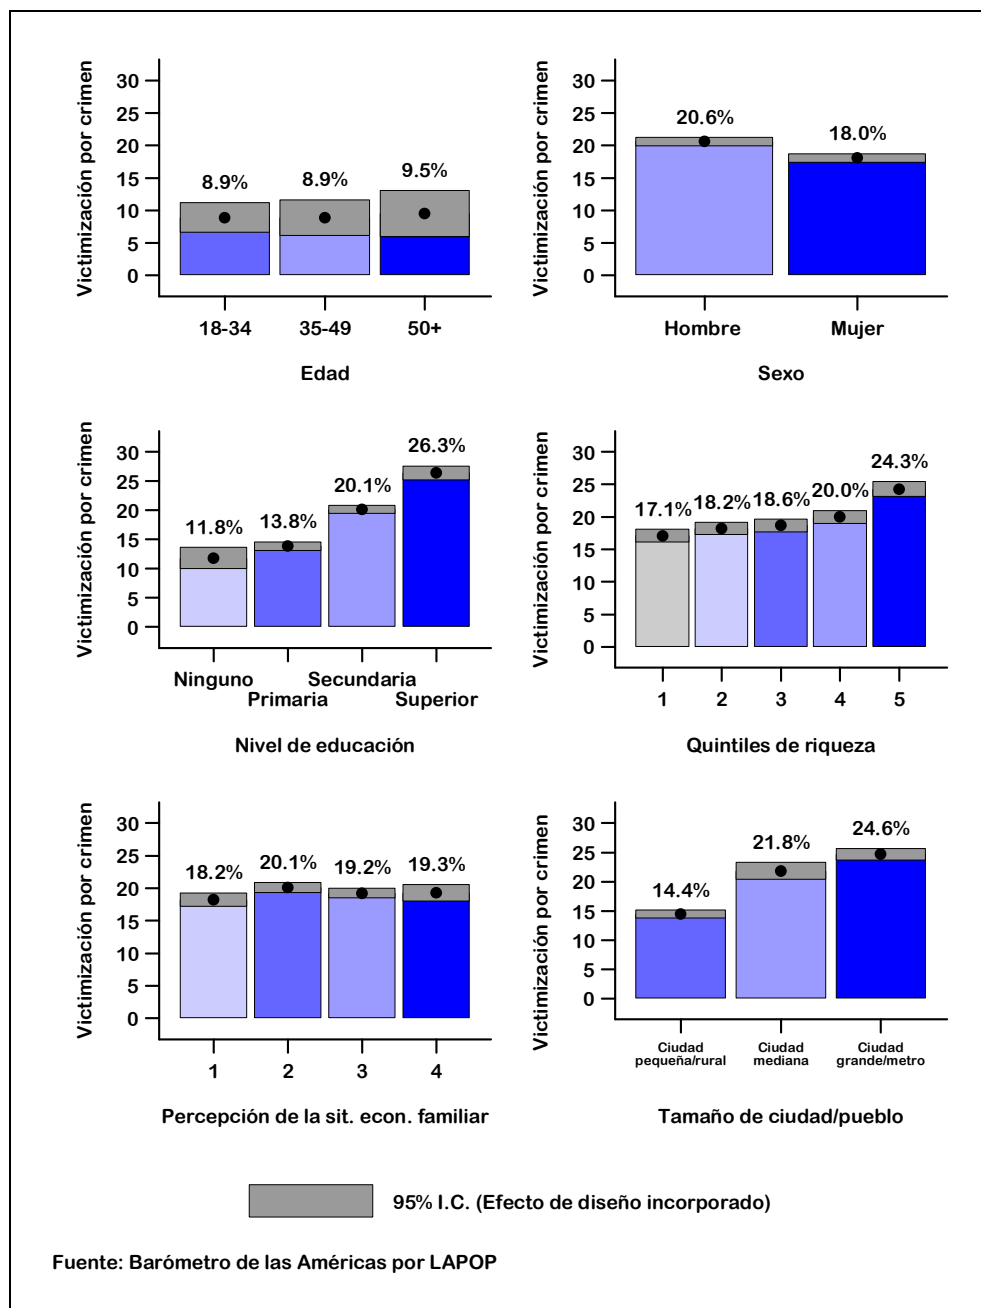 Victimización por crimen
30
25
20
15
10
5
0
8.9%
8.9%
9.5%
18-34
35-49
50+
Edad
Victimización por crimen
30
25
20
15
10
5
0
20.6%
18.0%
Hombre
Mujer
Sexo
Victimización por crimen
30
25
20
15
10
5
0
11.8%
13.8%
20.1%
26.3%
Ninguno
Primaria
Secundaria
Superior
Nivel de educación
Victimización por crimen
30
25
20
15
10
5
0
17.1%
18.2%
18.6%
20.0%
24.3%
1
2
3
4
5
Quintiles de riqueza
Victimización por crimen
30
25
20
15
10
5
0
18.2%
20.1%
19.2%
19.3%
1
2
3
4
Percepción de la sit. econ. familiar
Victimización por crimen
30
25
20
15
10
5
0
14.4%
21.8%
24.6%
Ciudad
pequeña/rural
Ciudad
mediana
Ciudad
grande/metro
Tamaño de ciudad/pueblo
95% I.C. (Efecto de diseño incorporado)
Fuente: Barómetro de las Américas por LAPOP